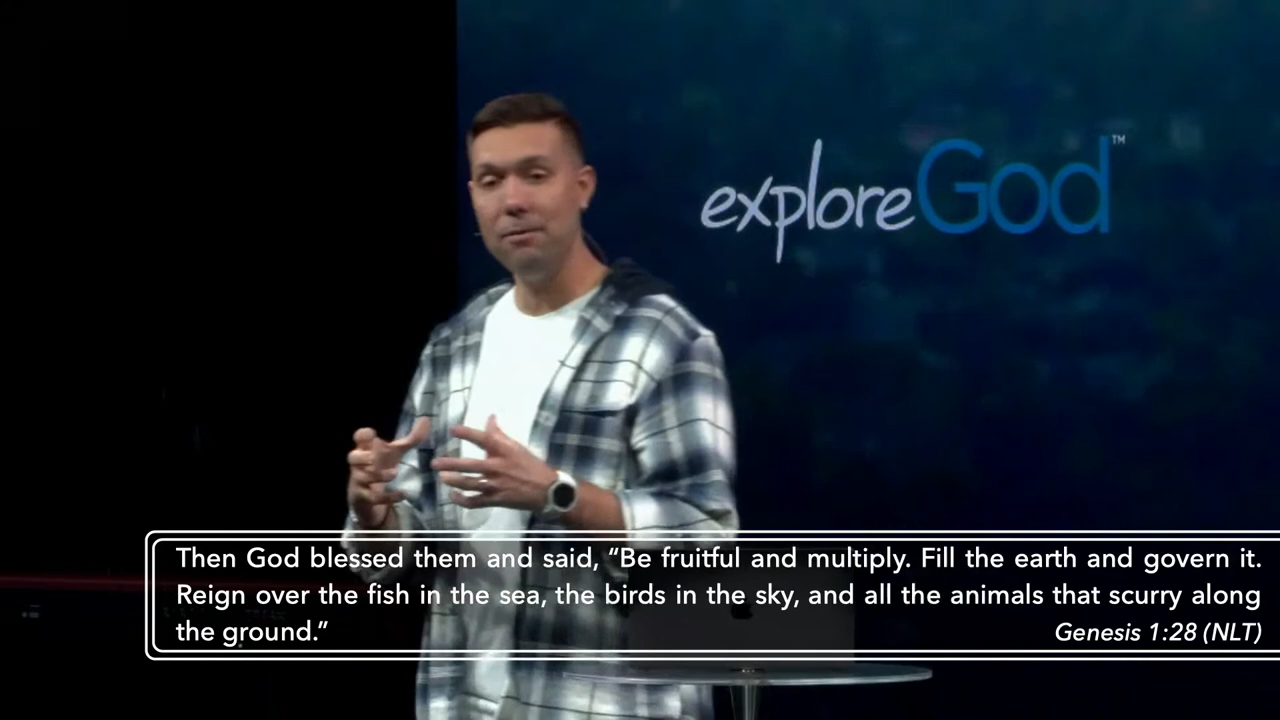 exploreGod™
Then God blessed them and said, “Be fruitful and multiply. Fill the earth and govern it.
Reign over the fish in the sea, the birds in the sky, and all the animals that scurry along
the ground.” Genesis 1:28 (NLT)